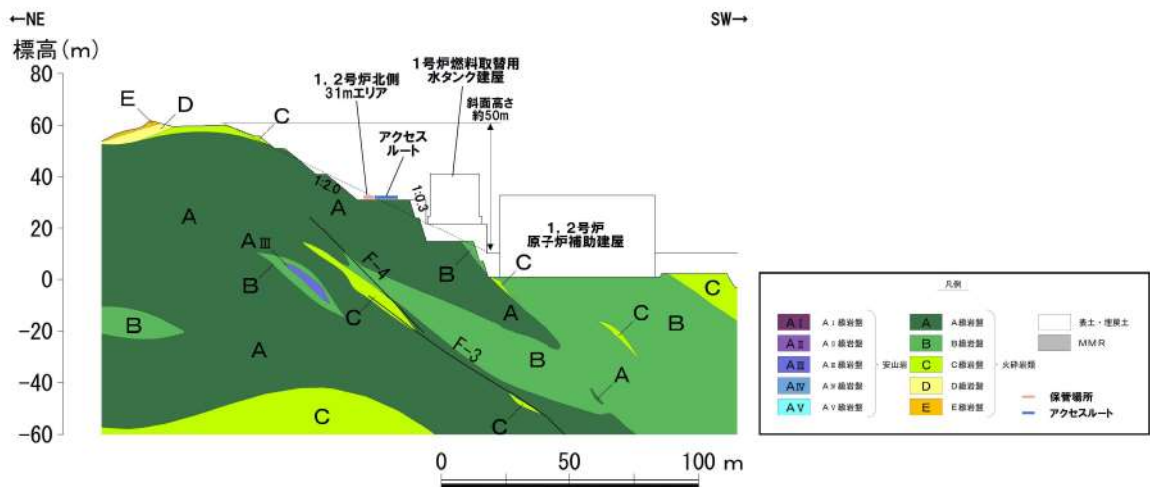 ←NE
SW→
標高(m)
80
60
40
20
0
-20
-40
-60
E
D
C
1,2号炉北側
31mエリア
アクセス
ルート
1号炉燃料取替用
水タンク建屋
斜面高さ
約50m
1:2.0
1:0.3
1,2号炉
原子炉補助建屋
A
A
AⅢ
B
B
C
F-4
F-3
B
C
A
B
C
C
B
A
B
A
C
C
0 50 100 m
凡例
AⅠ AⅠ級岩盤
AⅡ AⅡ級岩盤
AⅢ AⅢ級岩盤
AⅣ AⅣ級岩盤
AⅤ AⅤ級岩盤
安山岩
A A級岩盤
B B級岩盤
C C級岩盤
D D級岩盤
E E級岩盤
火砕岩類
表土・埋戻土
MMR
保管場所
アクセスルート